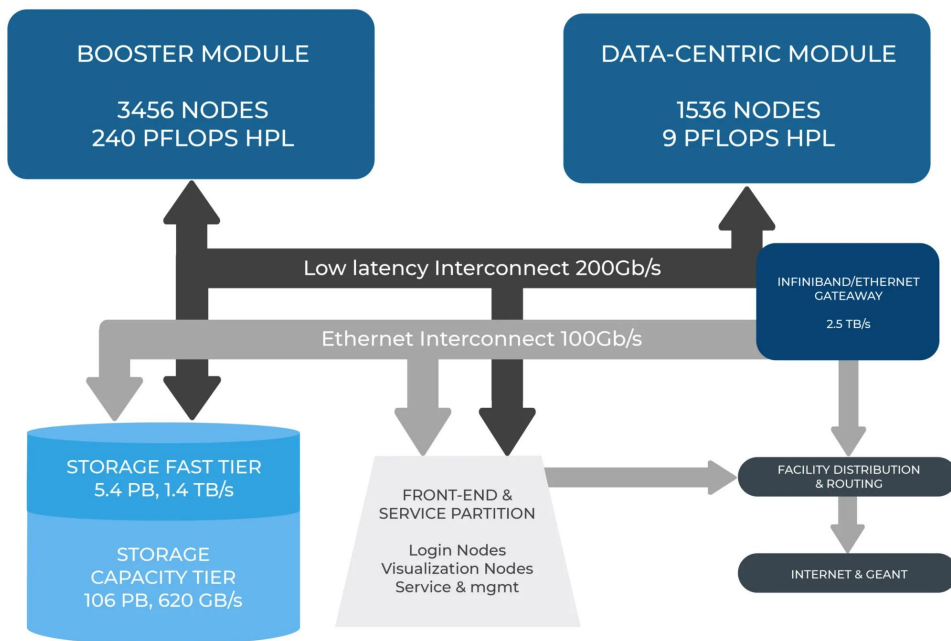 BOOSTER MODULE
3456 NODES
240 PFLOPS HPL
DATA-CENTRIC MODULE
1536 NODES
9 PFLOPS HPL
Low latency Interconnect 200Gb/s
INFINIBAND/ETHERNET
GATEAWAY
2.5 TB/s
Ethernet Interconnect 100Gb/s
STORAGE FAST TIER
5.4 PB, 1.4 TB/s
STORAGE
CAPACITY TIER
106 PB, 620 GB/s
FRONT-END &
SERVICE PARTITION
Login Nodes
Visualization Nodes
Service & mgmt
FACILITY DISTRIBUTION
& ROUTING
INTERNET & GEANT